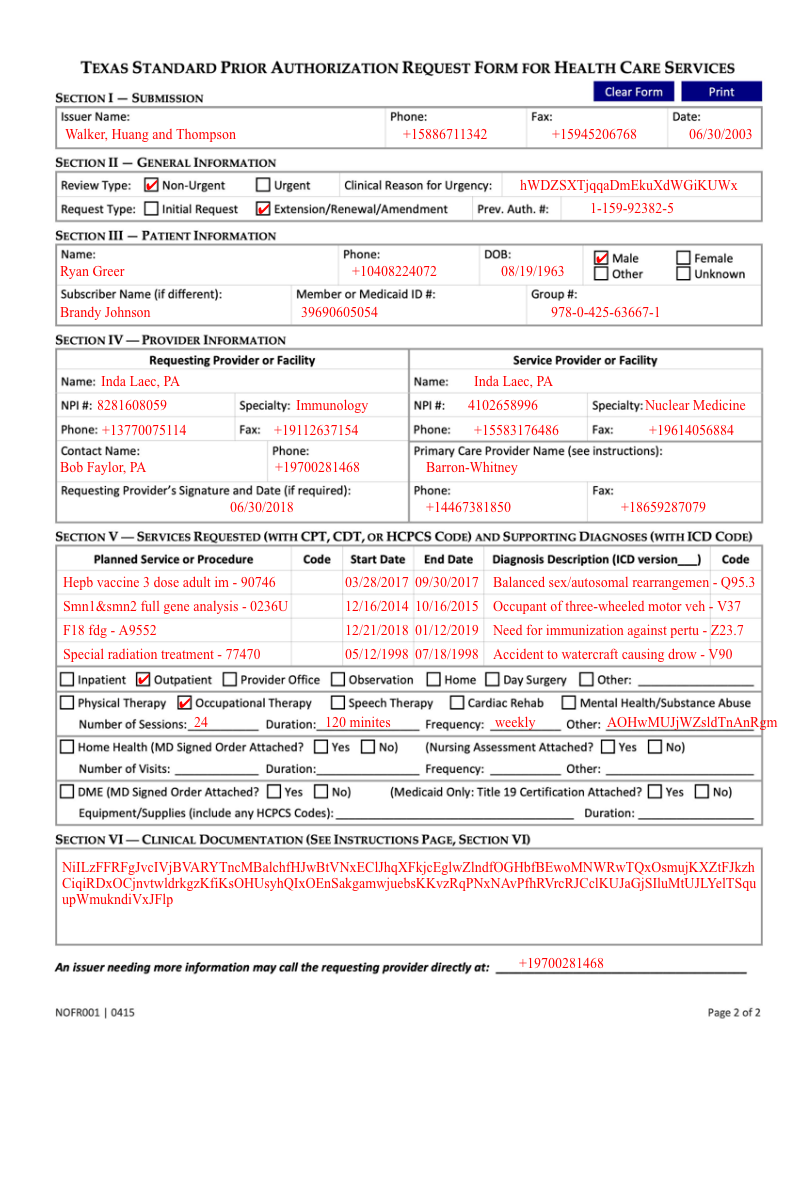 TEXAS STANDARD PRIOR AUTHORIZATION REQUEST FORM FOR HEALTH CARE SERVICES
Clear Form Print
SECTION I — SUBMISSION
Issuer Name: Phone: Fax: Date:
Walker, Huang and Thompson +15886711342 +15945206768 06/30/2003
SECTION II — GENERAL INFORMATION
Review Type: Non-Urgent Urgent Clinical Reason for Urgency: hWDZSXTjqqaDmEkuXdWGiKUWx
Request Type: Initial Request Extension/Renewal/Amendment Prev. Auth. #: 1-159-92382-5
SECTION III — PATIENT INFORMATION
Name: Phone: DOB: Male Female
Ryan Greer +10408224072 08/19/1963 Other Unknown
Subscriber Name (if different): Member or Medicaid ID #: Group #:
Brandy Johnson 39690605054 978-0-425-63667-1
SECTION IV — PROVIDER INFORMATION
Requesting Provider or Facility Service Provider or Facility
Name: Inda Laec, PA Name: Inda Laec, PA
NPI #: 8281608059 Specialty: Immunology NPI #: 4102658996 Specialty: Nuclear Medicine
Phone: +13770075114 Fax: +19112637154 Phone: +15583176486 Fax: +19614056884
Contact Name: Phone: Primary Care Provider Name (see instructions):
Bob Faylor, PA +19700281468 Barron-Whitney
Requesting Provider's Signature and Date (if required): Phone: Fax:
06/30/2018 +14467381850 +18659287079
SECTION V — SERVICES REQUESTED (WITH CPT, CDT, OR HCPCS CODE) AND SUPPORTING DIAGNOSES (WITH ICD CODE)
Planned Service or Procedure Code Start Date End Date Diagnosis Description (ICD version___) Code
Hepb vaccine 3 dose adult im - 90746 03/28/2017 09/30/2017 Balanced sex/autosomal rearrangemen - Q95.3
Smn1&smn2 full gene analysis - 0236U 12/16/2014 10/16/2015 Occupant of three-wheeled motor veh - V37
F18 fdg - A9552 12/21/2018 01/12/2019 Need for immunization against pertu - Z23.7
Special radiation treatment - 77470 05/12/1998 07/18/1998 Accident to watercraft causing drow - V90
Inpatient Outpatient Provider Office Observation Home Day Surgery Other:
Physical Therapy Occupational Therapy Speech Therapy Cardiac Rehab Mental Health/Substance Abuse
Number of Sessions: 24 Duration: 120 minites Frequency: weekly Other: AOHwMUJjWZsldTnAnRgm
Home Health (MD Signed Order Attached? Yes No) (Nursing Assessment Attached? Yes No)
Number of Visits: Duration: Frequency: Other:
DME (MD Signed Order Attached? Yes No) (Medicaid Only: Title 19 Certification Attached? Yes No)
Equipment/Supplies (include any HCPCS Codes): Duration:
SECTION VI — CLINICAL DOCUMENTATION (SEE INSTRUCTIONS PAGE, SECTION VI)
NiILzFFRFgJvcIVjBVARYTncMBalchfHJwBtVNxEClJhqXFkjcEglwZlndfOGHbfBEwoMNWRwTQxOsmujKXZtFJkzh
CiqiRDxOCjnvtwldrkgzKfiKsOHUsyhQIxOEnSakgamwjuebsKKvzRqPNxNAvPfhRVrcRJCclKUJaGjSIluMtUJLYelTSqu
upWmukndiVxJFlp
An issuer needing more information may call the requesting provider directly at: +19700281468
NOFR001 | 0415 Page 2 of 2